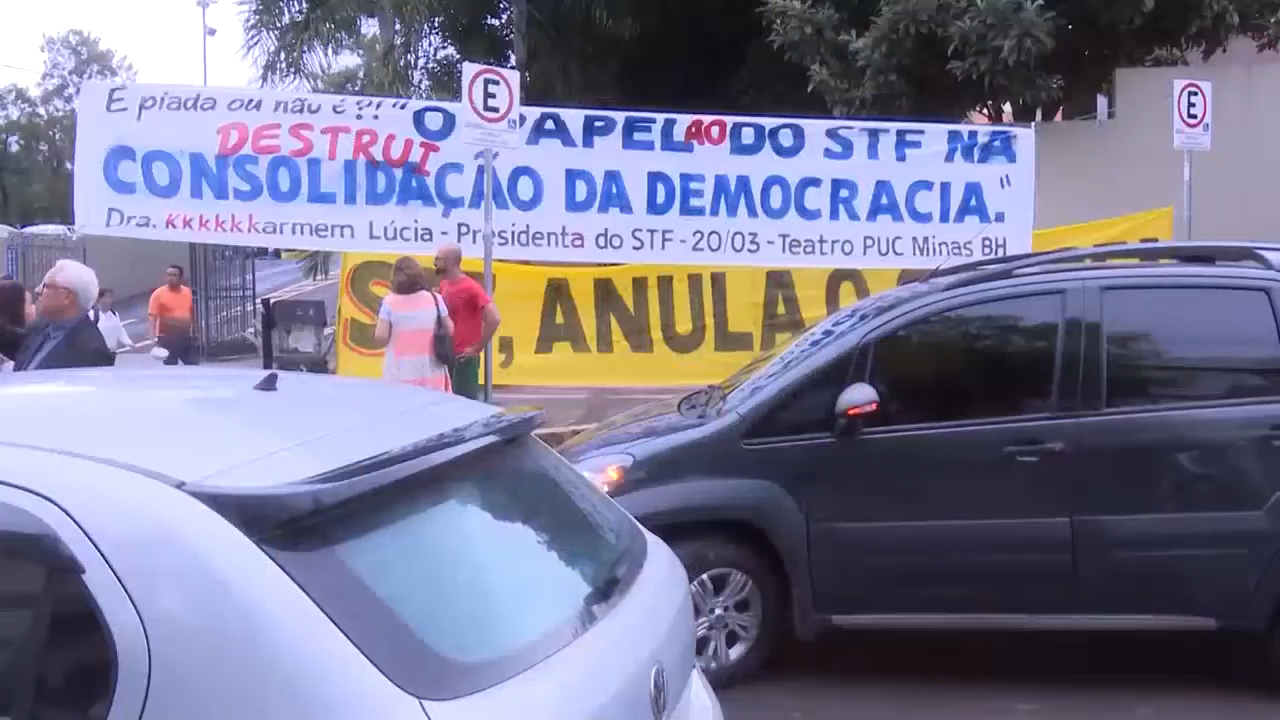 É piada ou não é?! "O PAPEL AO DO STF NA
DESTRUI
CONSOLIDAÇÃO DA DEMOCRACIA."
Dra. kkkkkkarmem Lúcia - Presidenta do STF - 20/03 - Teatro PUC Minas BH
E
E
, ANULA O